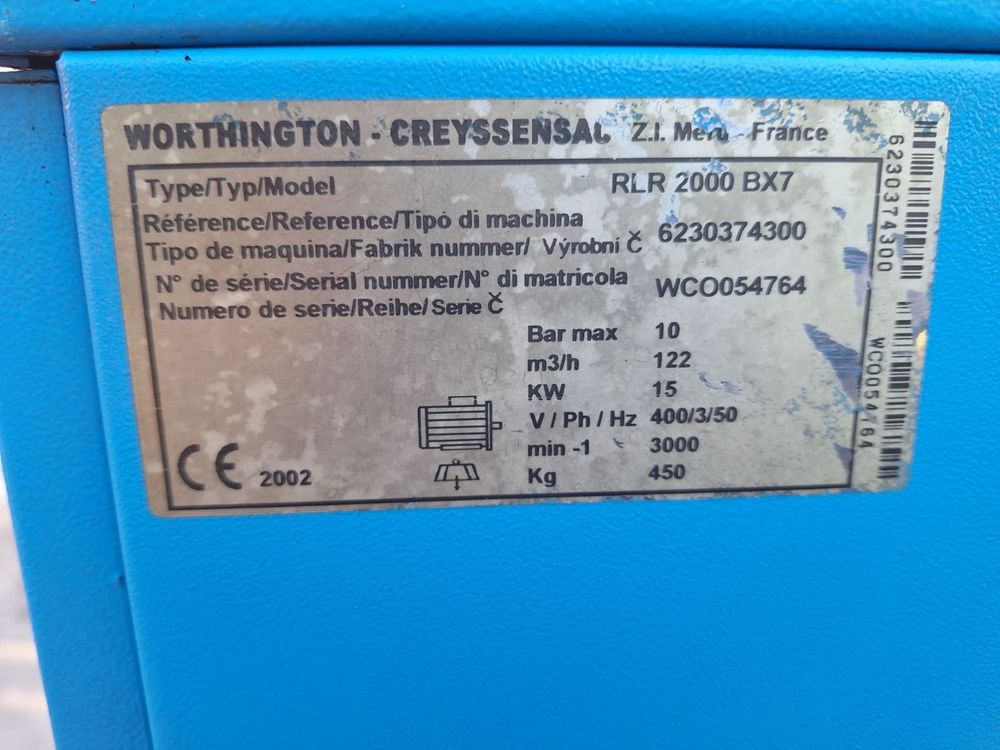 WORTHINGTON - CREYSSENSAC Z.I. Meru - France
Type/Typ/Model RLR 2000 BX7
Référence/Reference/Tipo di machina
Tipo de maquina/Fabrik nummer/ Výrobni Č 6230374300
N° de série/Serial nummer/N° di matricola
Numero de serie/Reihe/Serie Č WCO054764
Bar max 10
m3/h 122
KW 15
V / Ph / Hz 400/3/50
min -1 3000
Kg 450
CE 2002
6230374300
WCO054764